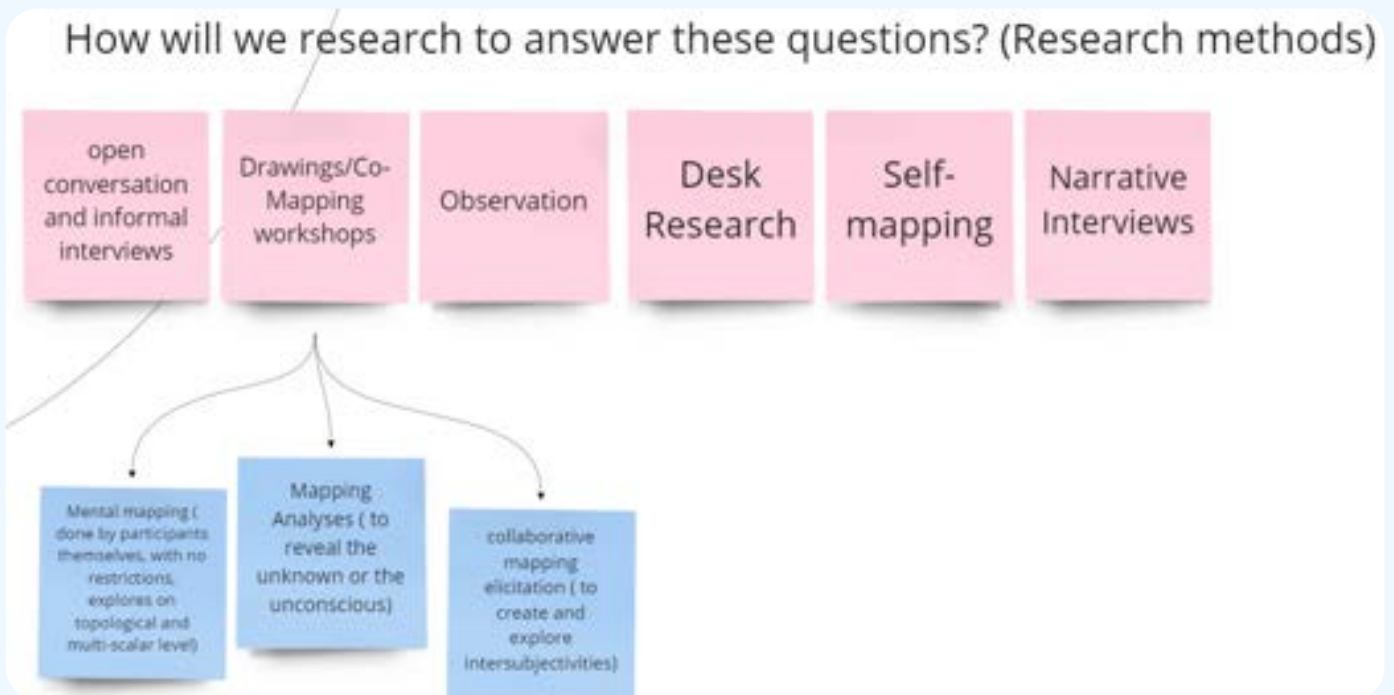 How will we research to answer these questions? (Research methods)
open
conversation
and informal
interviews
Drawings/Co-
Mapping
workshops
Observation
Desk
Research
Self-
mapping
Narrative
Interviews
Mental mapping (
done by participants
themselves, with no
restrictions,
explores on
topological and
multi-scalar level)
Mapping
Analyses ( to
reveal the
unknown or the
unconscious)
collaborative
mapping
elicitation ( to
create and
explore
intersubjectivities)